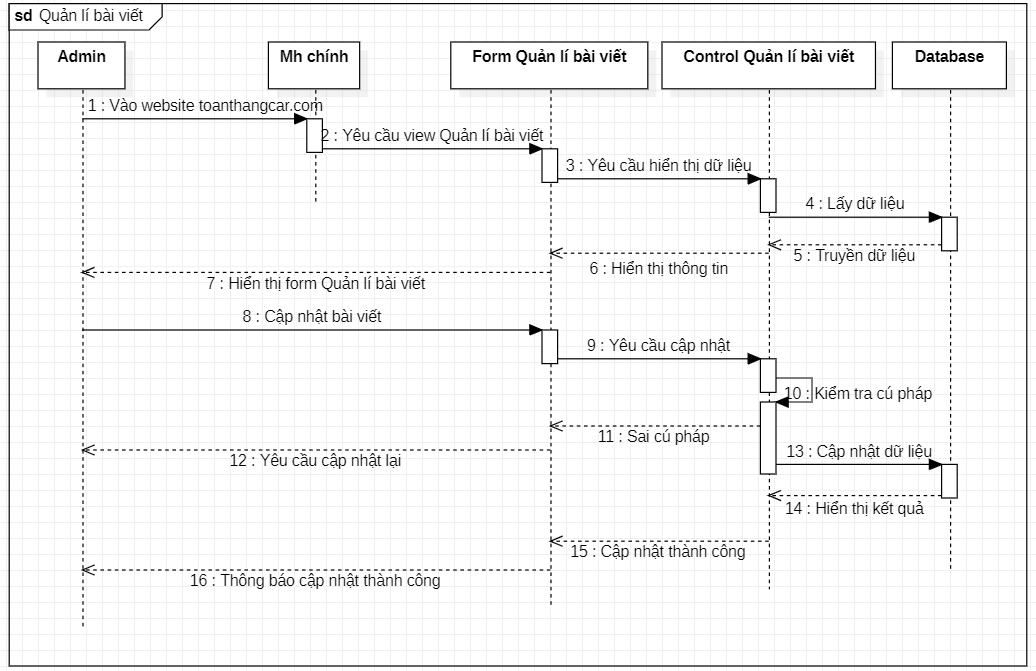 sd Quản lí bài viết
Admin
Mh chính
Form Quản lí bài viết
Control Quản lí bài viết
Database
1 : Vào website toanthangcar.com
2 : Yêu cầu view Quản lí bài viết
3 : Yêu cầu hiển thị dữ liệu
4 : Lấy dữ liệu
5 : Truyền dữ liệu
6 : Hiển thị thông tin
7 : Hiển thị form Quản lí bài viết
8 : Cập nhật bài viết
9 : Yêu cầu cập nhật
10 : Kiểm tra cú pháp
11 : Sai cú pháp
12 : Yêu cầu cập nhật lại
13 : Cập nhật dữ liệu
14 : Hiển thị kết quả
15 : Cập nhật thành công
16 : Thông báo cập nhật thành công